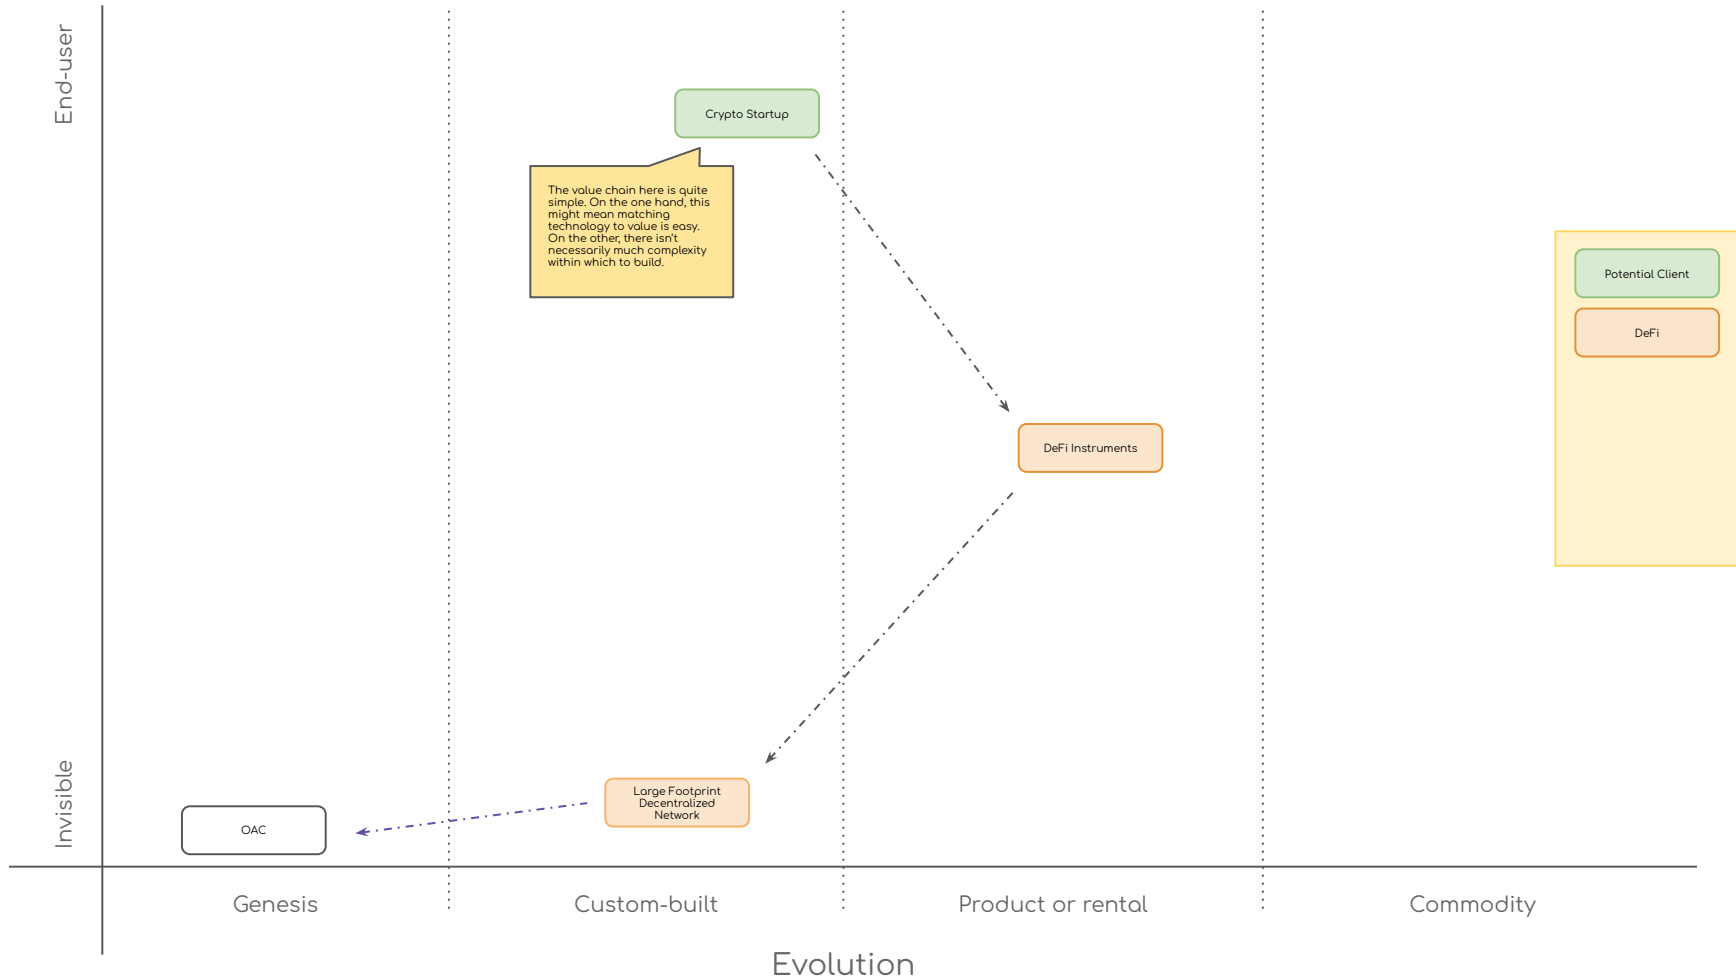 End-user
Crypto Startup
The value chain here is quite
simple. On the one hand, this
might mean matching
technology to value is easy.
On the other, there isn't
necessarily much complexity
within which to build.
Potential Client
DeFi
DeFi Instruments
Large Footprint
Decentralized
Network
OAC
Invisible
Genesis
Custom-built
Product or rental
Commodity
Evolution